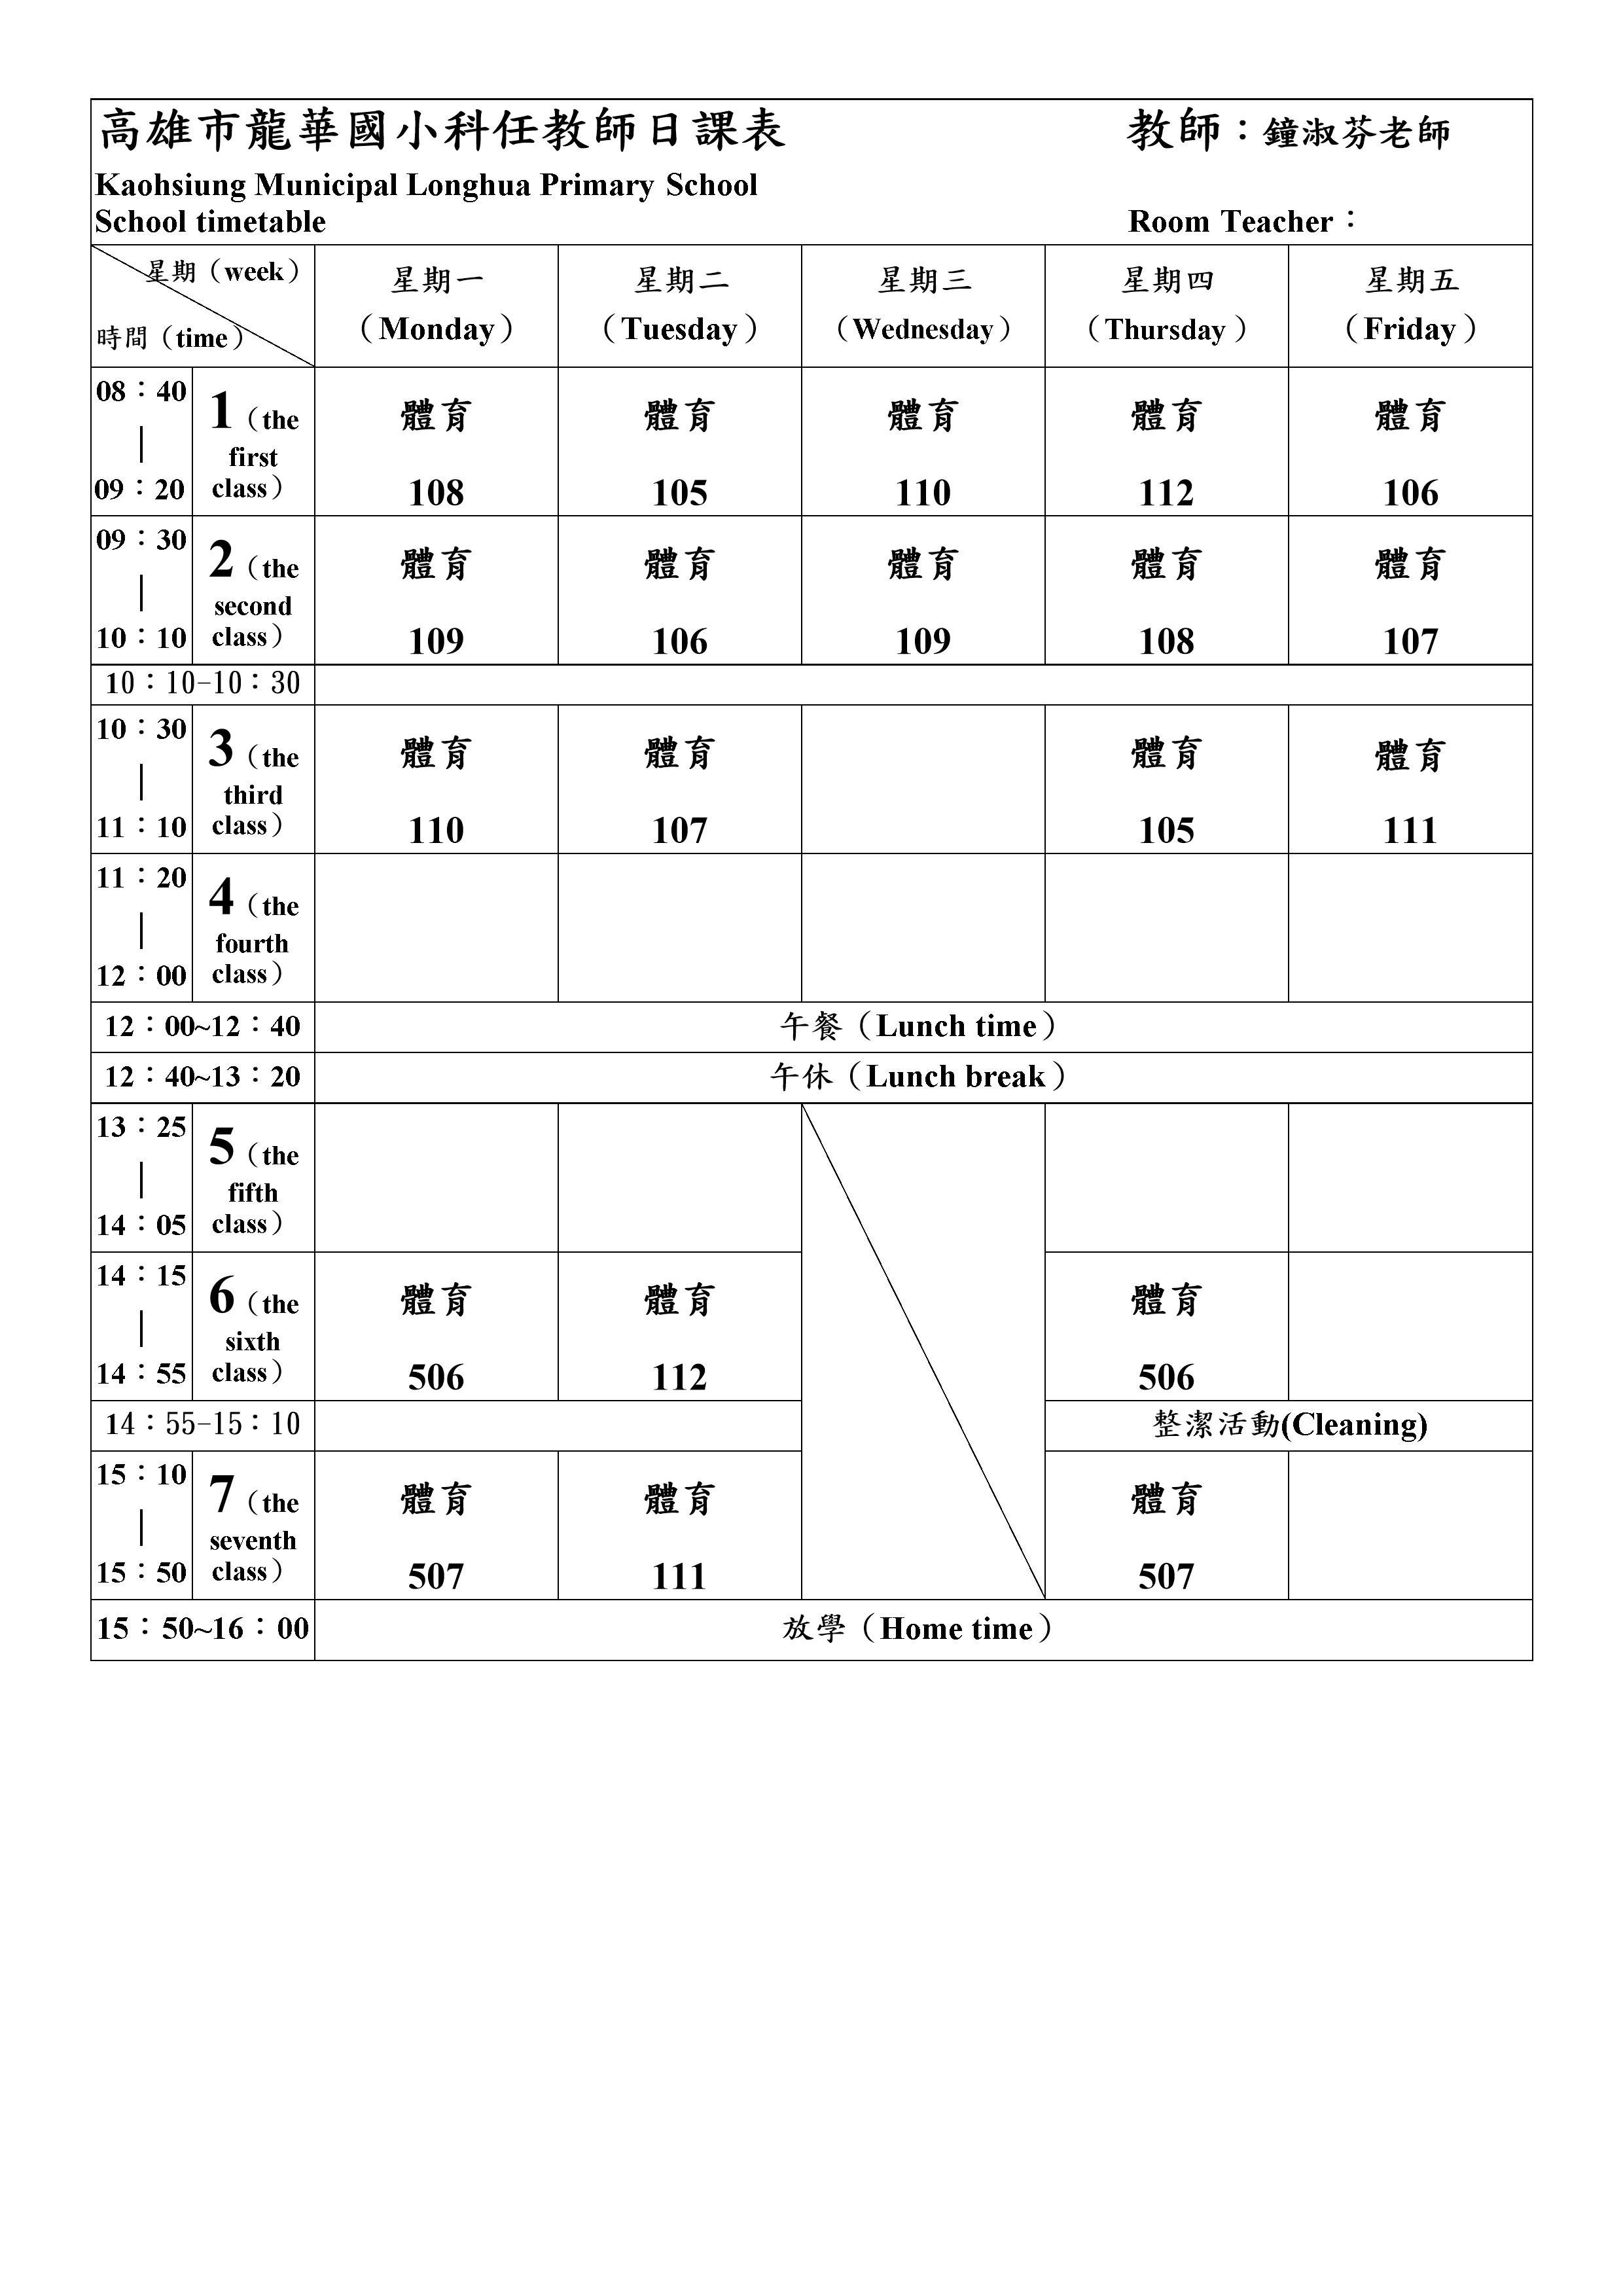 高雄市龍華國小科任教師日課表 教師：鐘淑芬老師
Kaohsiung Municipal Longhua Primary School
School timetable Room Teacher：
星期（week）
時間（time）
星期一 星期二 星期三 星期四 星期五
（Monday） （Tuesday） （Wednesday） （Thursday） （Friday）
08：40
|
09：20
1（the
first
class）
體育 體育 體育 體育 體育
108 105 110 112 106
09：30
|
10：10
2（the
second
class）
體育 體育 體育 體育 體育
109 106 109 108 107
10：10-10：30
10：30
|
11：10
3（the
third
class）
體育 體育 體育 體育
110 107 105 111
11：20
|
12：00
4（the
fourth
class）
12：00~12：40 午餐（Lunch time）
12：40~13：20 午休（Lunch break）
13：25
|
14：05
5（the
fifth
class）
14：15
|
14：55
6（the
sixth
class）
體育 體育 體育
506 112 506
14：55-15：10 整潔活動(Cleaning)
15：10
|
15：50
7（the
seventh
class）
體育 體育 體育
507 111 507
15：50~16：00 放學（Home time）